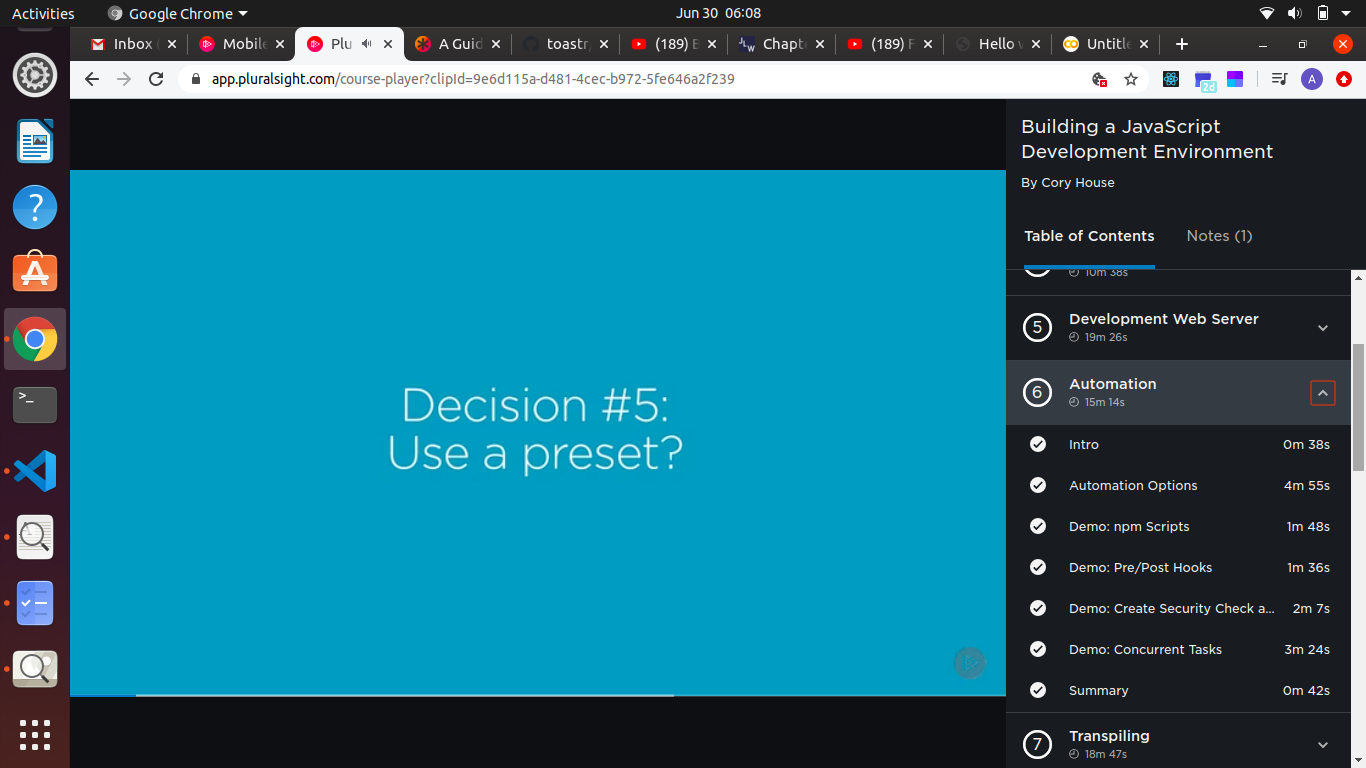 Activities
Google Chrome
Jun 30 06:08
Inbox (
Mobile
Plu
A Guid
toastr/
(189) E
Chapt
(189) F
Hello
Untitle
app.pluralsight.com/course-player?clipId=9e6d115a-d481-4cec-b972-5fe646a2f239
2d
A
Decision #5:
Use a preset?
Building a JavaScript
Development Environment
By Cory House
Table of Contents
Notes (1)
10m 38s
5
Development Web Server
19m 26s
6
Automation
15m 14s
Intro
0m 38s
Automation Options
4m 55s
Demo: npm Scripts
1m 48s
Demo: Pre/Post Hooks
1m 36s
Demo: Create Security Check a...
2m 7s
Demo: Concurrent Tasks
3m 24s
Summary
0m 42s
7
Transpiling
18m 47s